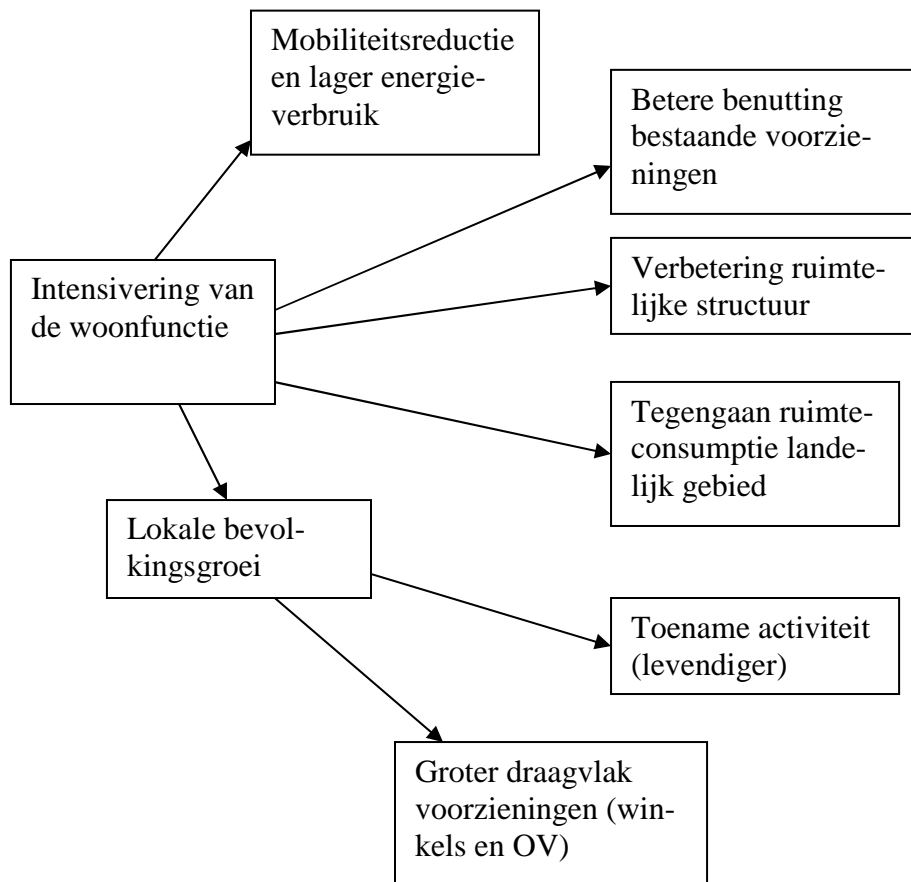 Mobiliteitsreductie
en lager energie-
verbruik
Betere benutting
bestaande voorzie-
ningen
Intensivering van
de woonfunctie
Verbetering ruimte-
lijke structuur
Tegengaan ruimte-
consumptie lande-
lijk gebied
Lokale bevol-
kingsgroei
Toename activiteit
(levendiger)
Groter draagvlak
voorzieningen (win-
kels en OV)